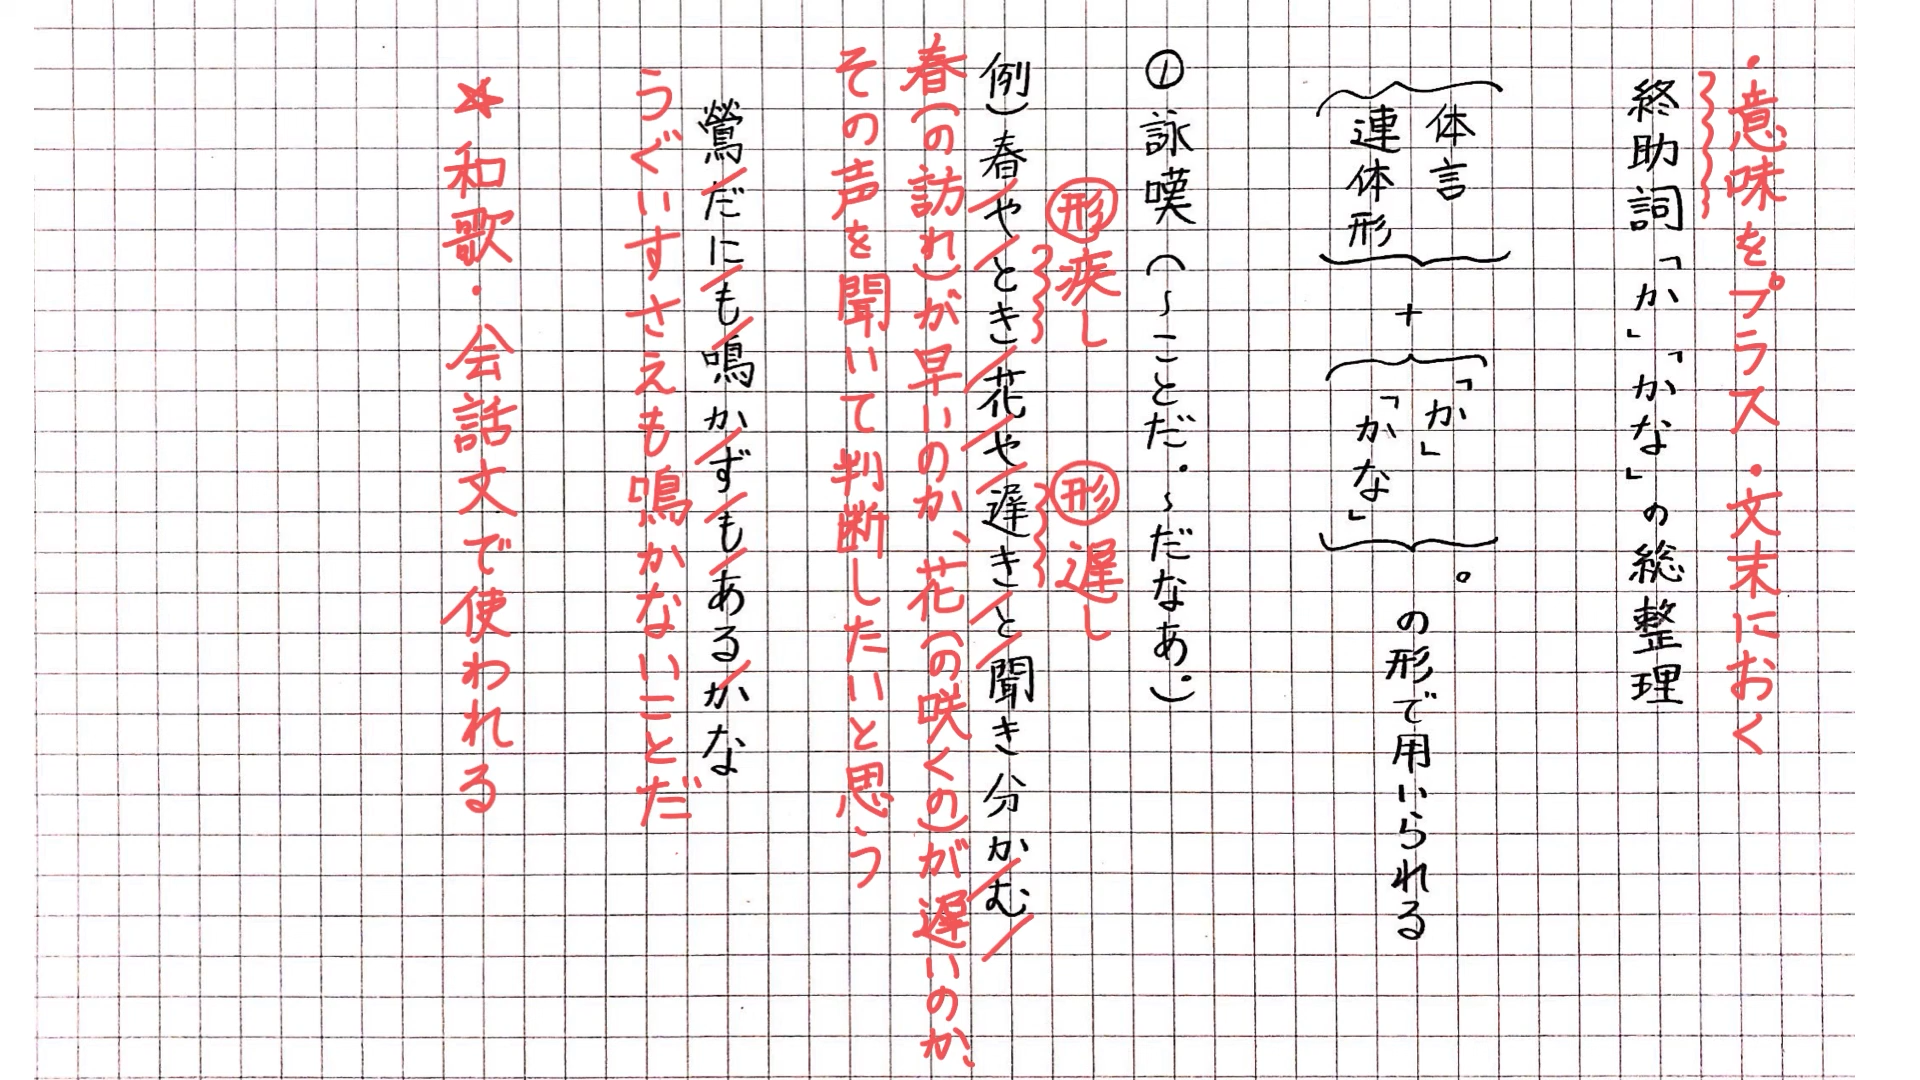 ・意味をプラス・文末におく
終助詞「か」「かな」の総整理
体言
連体形
+
「か」
「かな」
。の形で用いられる
① 詠嘆(〜ことだ・〜だなあ。)
形 疾し
形 遅し
例)春やとき花や遅きと聞き分かむ
春(の訪れ)が早いのか、花(の咲くの)が遅いのか、
その声を聞いて判断したいと思う
鶯だにも鳴かずもあるかな
うぐいすさえも鳴かないことだ
☆和歌・会話文で使われる